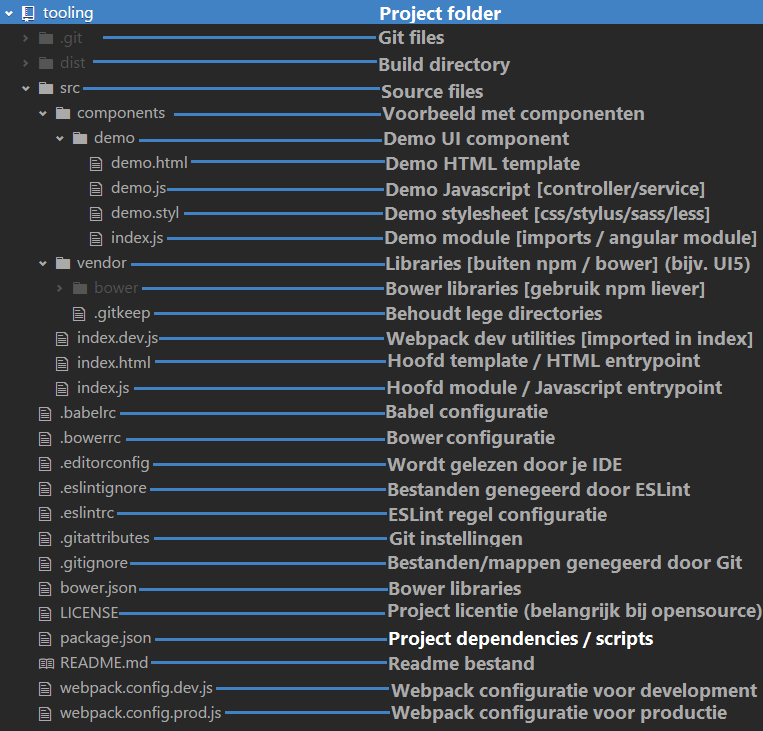 tooling Project folder
.git Git files
dist Build directory
src Source files
components Voorbeeld met componenten
demo Demo UI component
demo.html Demo HTML template
demo.js Demo Javascript [controller/service]
demo.styl Demo stylesheet [css/stylus/sass/less]
index.js Demo module [imports / angular module]
vendor Libraries [buiten npm / bower] (bijv. UI5)
bower Bower libraries [gebruik npm liever]
.gitkeep Behoudt lege directories
index.dev.js Webpack dev utilities [imported in index]
index.html Hoofd template / HTML entrypoint
index.js Hoofd module / Javascript entrypoint
.babelrc Babel configuratie
.bowerrc Bower configuratie
.editorconfig Wordt gelezen door je IDE
.eslintignore Bestanden genegeerd door ESLint
.eslintrc ESLint regel configuratie
.gitattributes Git instellingen
.gitignore Bestanden/mappen genegeerd door Git
bower.json Bower libraries
LICENSE Project licentie (belangrijk bij opensource)
package.json Project dependencies / scripts
README.md Readme bestand
webpack.config.dev.js Webpack configuratie voor development
webpack.config.prod.js Webpack configuratie voor productie